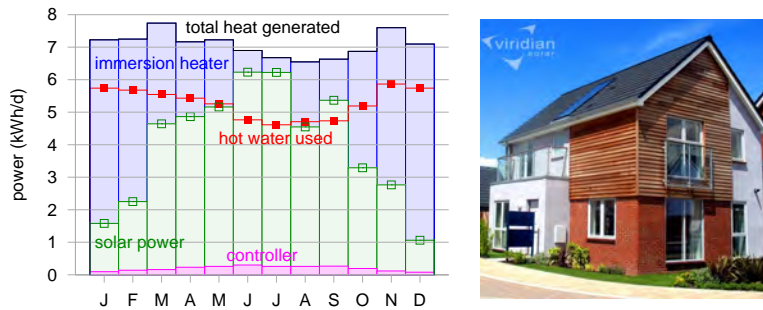 8
7
6
5
4
3
2
1
0
power (kWh/d)
total heat generated
immersion heater
hot water used
solar power
controller
J F M A M J J A S O N D
viridian
solar